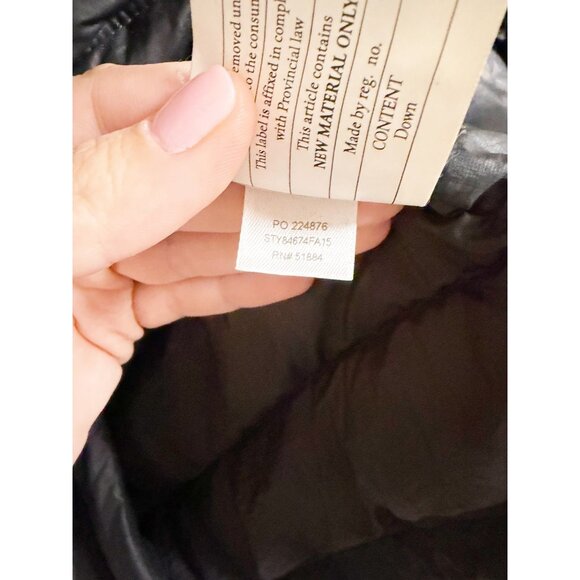 removed un
to the consum
This label is affixed in compl
with Provincial law
This article contains
NEW MATERIAL ONLY
Made by reg. no.
CONTENT
Down
PO 224876
STY84674FA15
RN# 51884